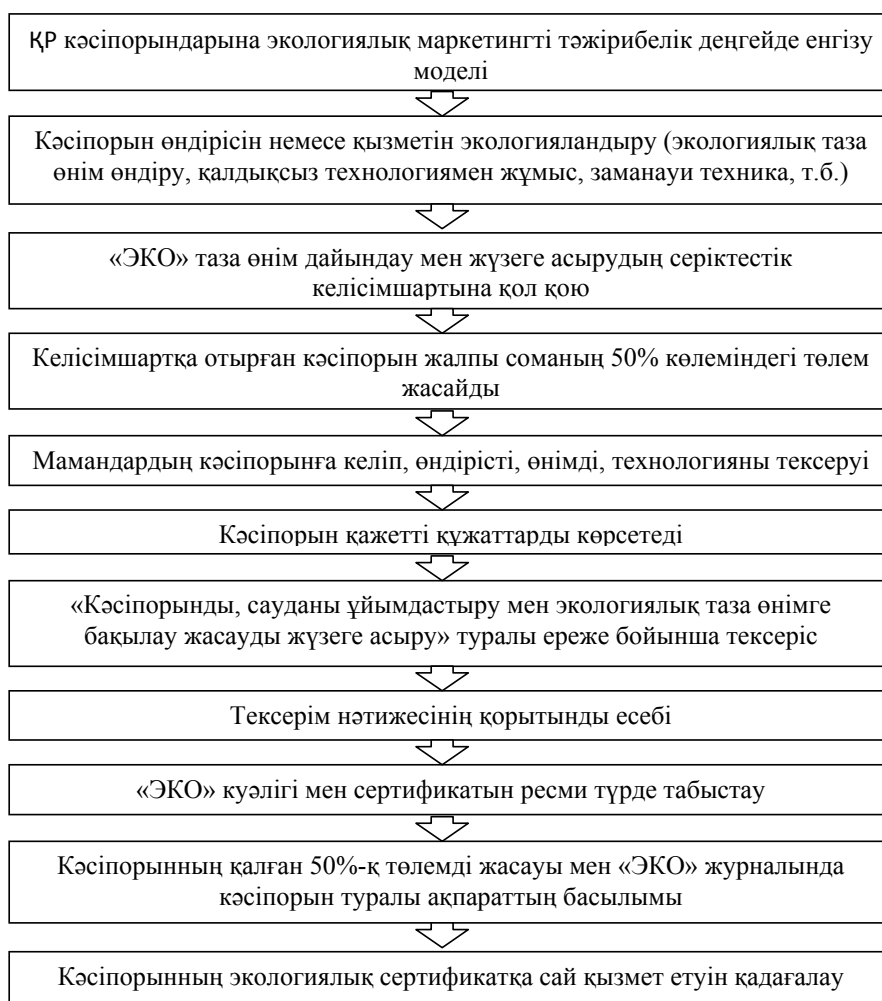 ҚР кәсіпорындарына экологиялық маркетингті тәжірибелік деңгейде енгізу
моделі
Кәсіпорын өндірісін немесе қызметін экологияландыру (экологиялық таза
өнім өндіру, қалдықсыз технологиямен жұмыс, заманауи техника, т.б.)
«ЭКО» таза өнім дайындау мен жүзеге асырудың серіктестік
келісімшартына қол қою
Келісімшартқа отырған кәсіпорын жалпы соманың 50% көлеміндегі төлем
жасайды
Мамандардың кәсіпорынға келіп, өндірісті, өнімді, технологияны тексеруі
Кәсіпорын қажетті құжаттарды көрсетеді
«Кәсіпорынды, сауданы ұйымдастыру мен экологиялық таза өнімге
бақылау жасауды жүзеге асыру» туралы ереже бойынша тексеріс
Тексерім нәтижесінің қорытынды есебі
«ЭКО» куәлігі мен сертификатын ресми түрде табыстау
Кәсіпорынның қалған 50%-қ төлемді жасауы мен «ЭКО» журналында
кәсіпорын туралы ақпараттың басылымы
Кәсіпорынның экологиялық сертификатқа сай қызмет етуін қадағалау